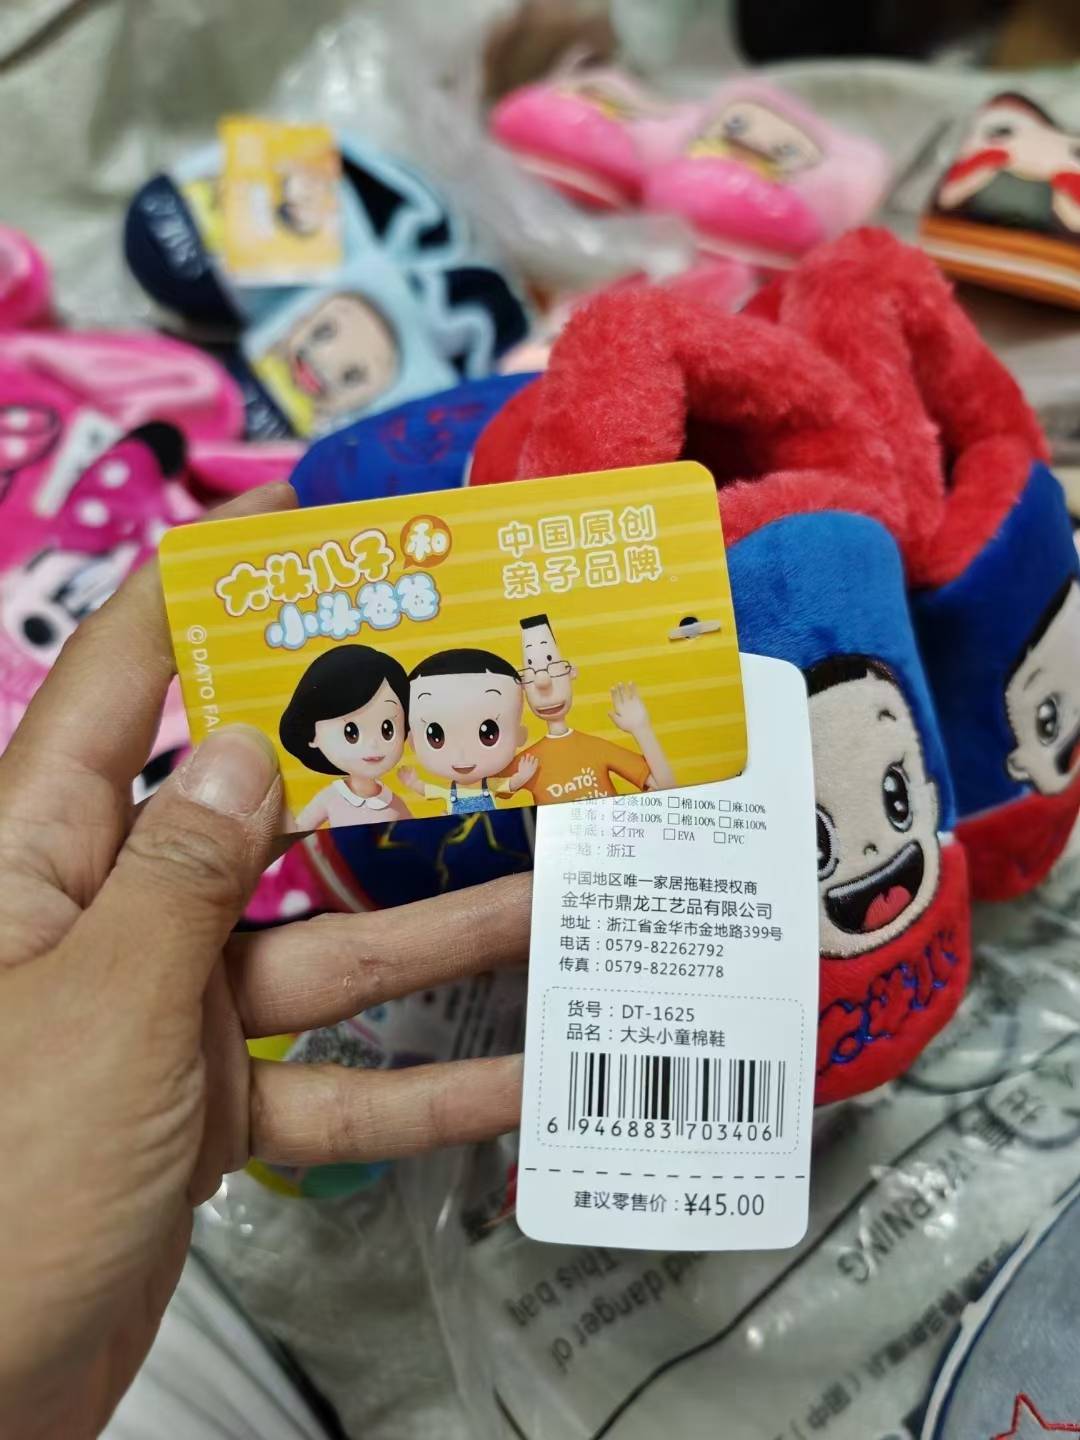 大头儿子和
小头爸爸
中国原创
亲子品牌
© DATO FA
DATO
☑涤100% ☐棉100% ☐麻100%
☑涤100% ☐棉100% ☐麻100%
☑TPR ☐EVA ☐PVC
：浙江
中国地区唯一家居拖鞋授权商
金华市鼎龙工艺品有限公司
地址：浙江省金华市金地路399号
电话：0579-82262792
传真：0579-82262778
货号：DT-1625
品名：大头小童棉鞋
6 946883 703406
建议零售价：¥45.00
WARNING
danger of
This bag